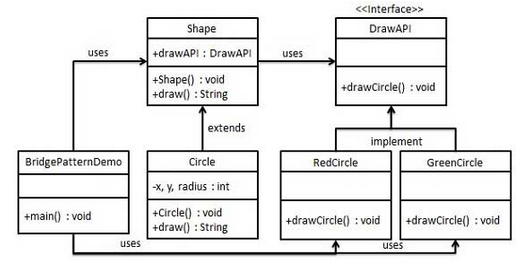 <<Interface>>
Shape
DrawAPI
uses
+drawAPI : DrawAPI
uses
+Shape() : void
+draw() : String
+drawCircle() : void
extends
implement
BridgePatternDemo
Circle
RedCircle
GreenCircle
-x, y, radius : int
+main() : void
+Circle() : void
+draw() : String
+drawCircle() : void
+drawCircle() : void
uses
uses